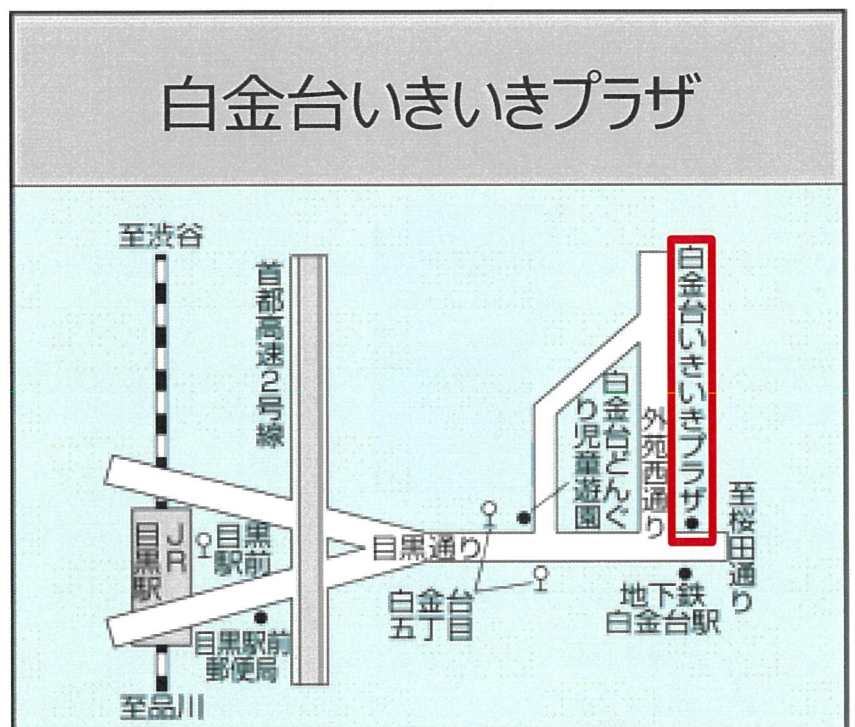 白金台いきいきプラザ
至渋谷
首都高速2号線
白金台いきいきプラザ
白金台どんぐ
り児童遊園
外苑西通り
至桜田通り
JR
目黒駅
目黒
駅前
目黒通り
白金台
五丁目
地下鉄
白金台駅
目黒駅前
郵便局
至品川